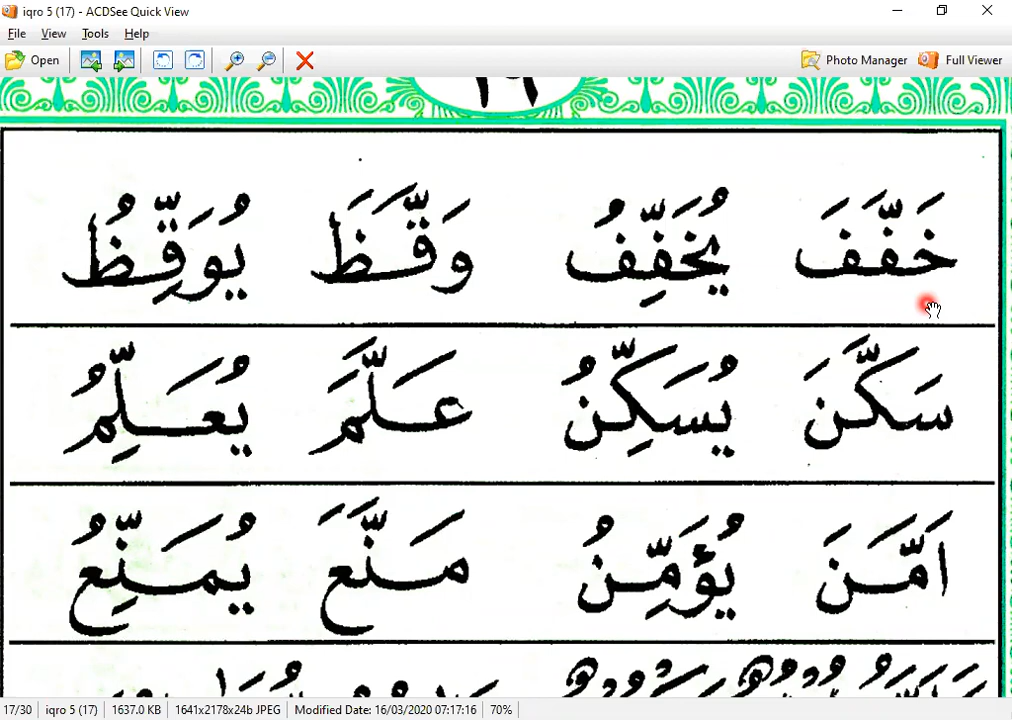 iqro 5 (17) - ACDSee Quick View
File View Tools Help
Open Photo Manager Full Viewer
١٩
خَفَّفَ يُخَفِّفُ وَقَّظَ يُوَقِّظُ
سَكَّنَ يُسَكِّنُ عَلَّمَ يُعَلِّمُ
اَمَّنَ يُؤَمِّنُ مَنَّعَ يُمَنِّعُ
17/30 iqro 5 (17) 1637.0 KB 1641x2178x24b JPEG Modified Date: 16/03/2020 07:17:16 70%